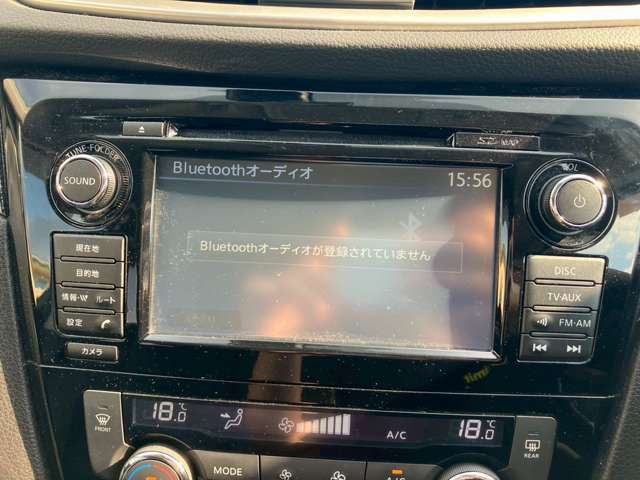 TUNE·FOLDER
SOUND
VOL
Bluetoothオーディオ
15:56
Bluetoothオーディオが登録されていません
現在地
目的地
情報・VV ルート
設定
カメラ
DISC
TV·AUX
FM·AM
18.0℃
A/C
18.0℃
FRONT
MODE
A/C
REAR